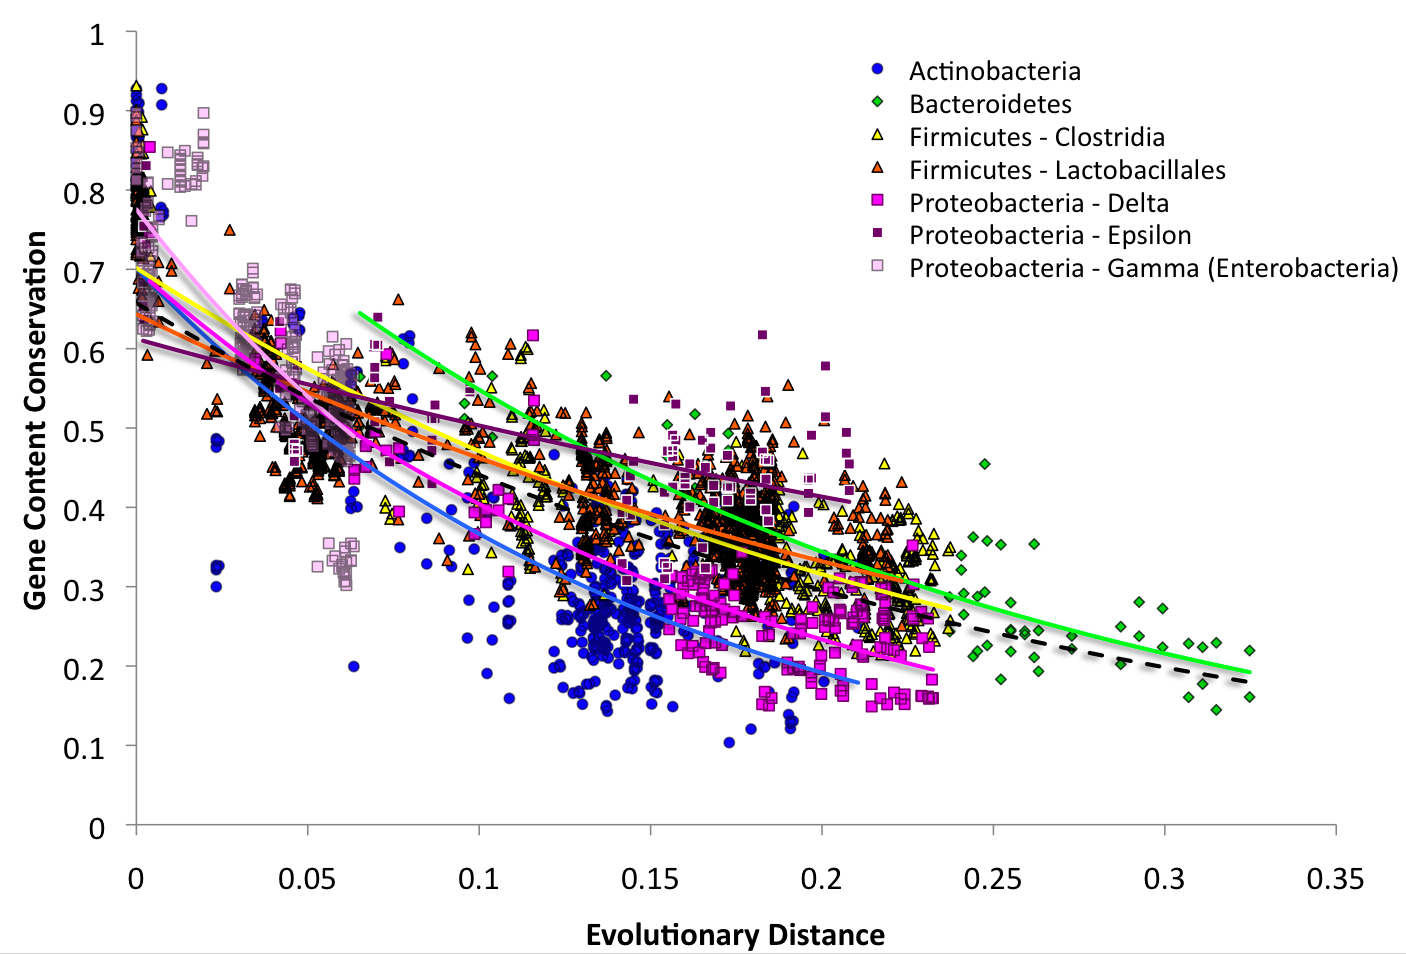 1
0.9
0.8
0.7
0.6
0.5
0.4
0.3
0.2
0.1
0
Gene Content Conservation
Actinobacteria
Bacteroidetes
Firmicutes - Clostridia
Firmicutes - Lactobacillales
Proteobacteria - Delta
Proteobacteria - Epsilon
Proteobacteria - Gamma (Enterobacteria)
0 0.05 0.1 0.15 0.2 0.25 0.3 0.35
Evolutionary Distance